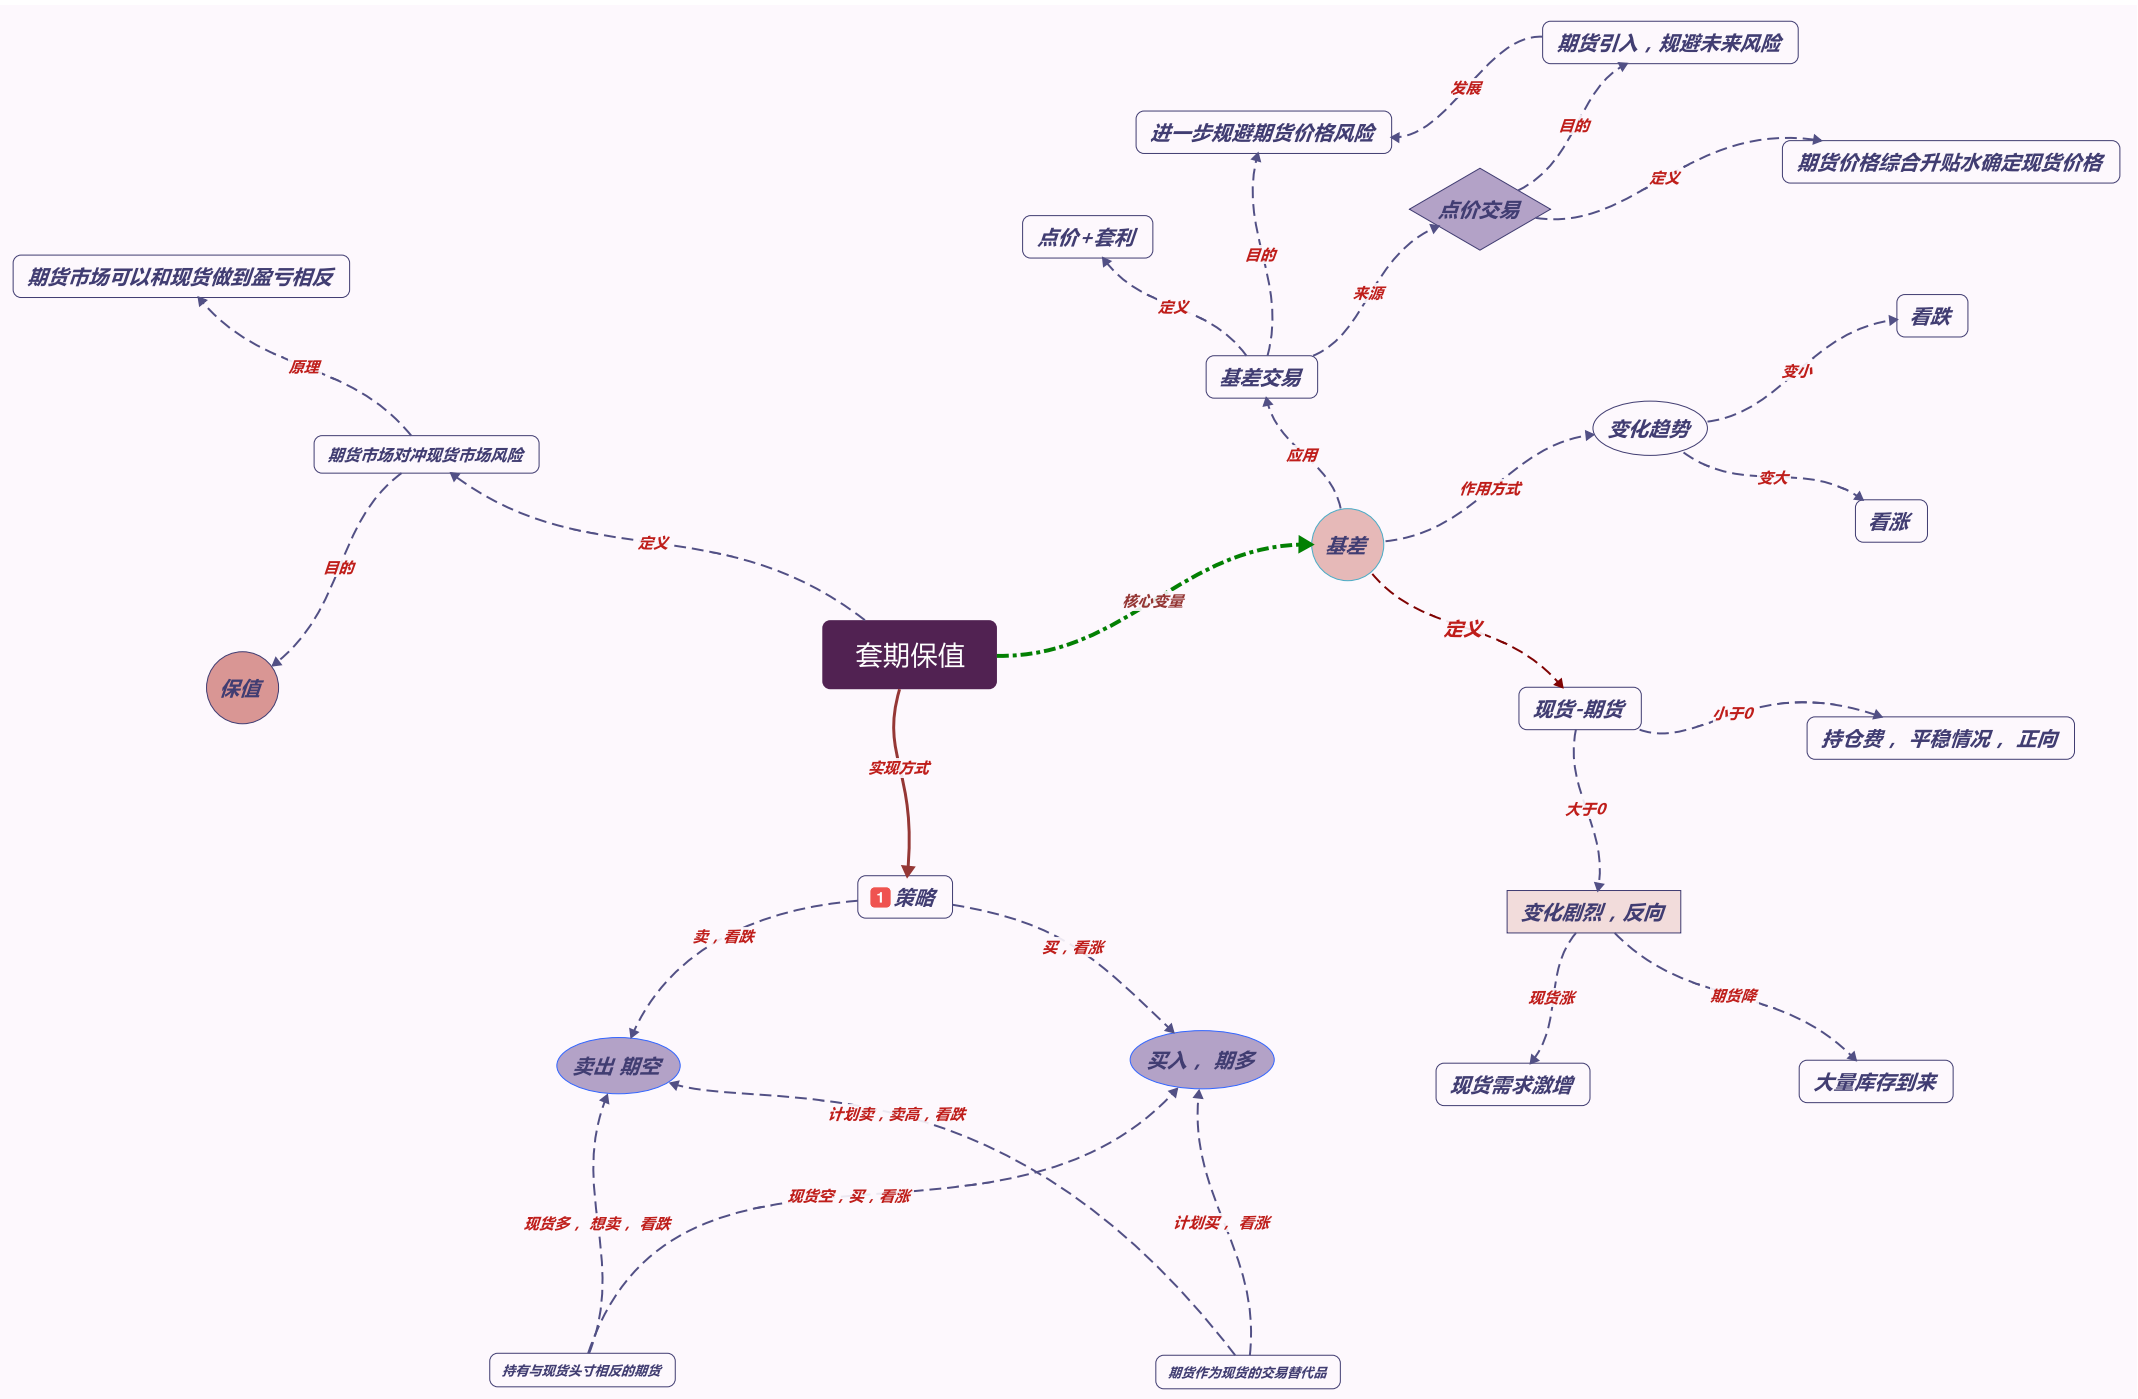 期货引入，规避未来风险
发展
进一步规避期货价格风险
目的
期货价格综合升贴水确定现货价格
定义
点价交易
点价+套利
目的
期货市场可以和现货做到盈亏相反
来源
定义
看跌
原理
变小
基差交易
变化趋势
期货市场对冲现货市场风险
应用
变大
作用方式
看涨
定义
基差
目的
核心变量
定义
套期保值
保值
现货-期货
小于0
持仓费， 平稳情况， 正向
实现方式
大于0
1 策略
变化剧烈，反向
卖，看跌
买，看涨
现货涨
期货降
卖出 期空
买入， 期多
现货需求激增
大量库存到来
计划卖，卖高，看跌
现货空，买，看涨
现货多， 想卖， 看跌
计划买， 看涨
持有与现货头寸相反的期货
期货作为现货的交易替代品